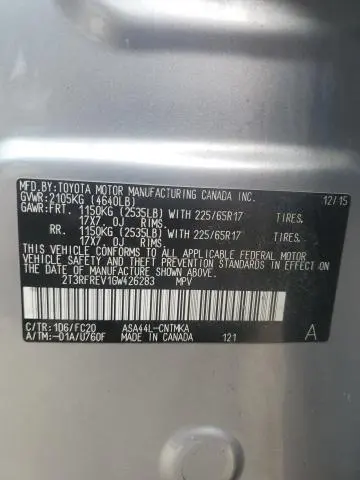 MFD.BY:TOYOTA MOTOR MANUFACTURING CANADA INC.
GVWR:2105KG (4640LB) 12/15
GAWR:FRT. 1150KG (2535LB) WITH 225/65R17 TIRES,
17X7. 0J RIMS.
RR. 1150KG (2535LB) WITH 225/65R17 TIRES,
17X7. 0J RIMS.
THIS VEHICLE CONFORMS TO ALL APPLICABLE FEDERAL MOTOR
VEHICLE SAFETY, BUMPER, AND THEFT PREVENTION STANDARDS
IN EFFECT ON THE DATE OF MANUFACTURE SHOWN ABOVE.
2T3RFREV1GW426283 MPV
C/TR:1D6/FC20 ASA44L-CNTMKA
A/TM:-01A/U760F MADE IN CANADA 121 A